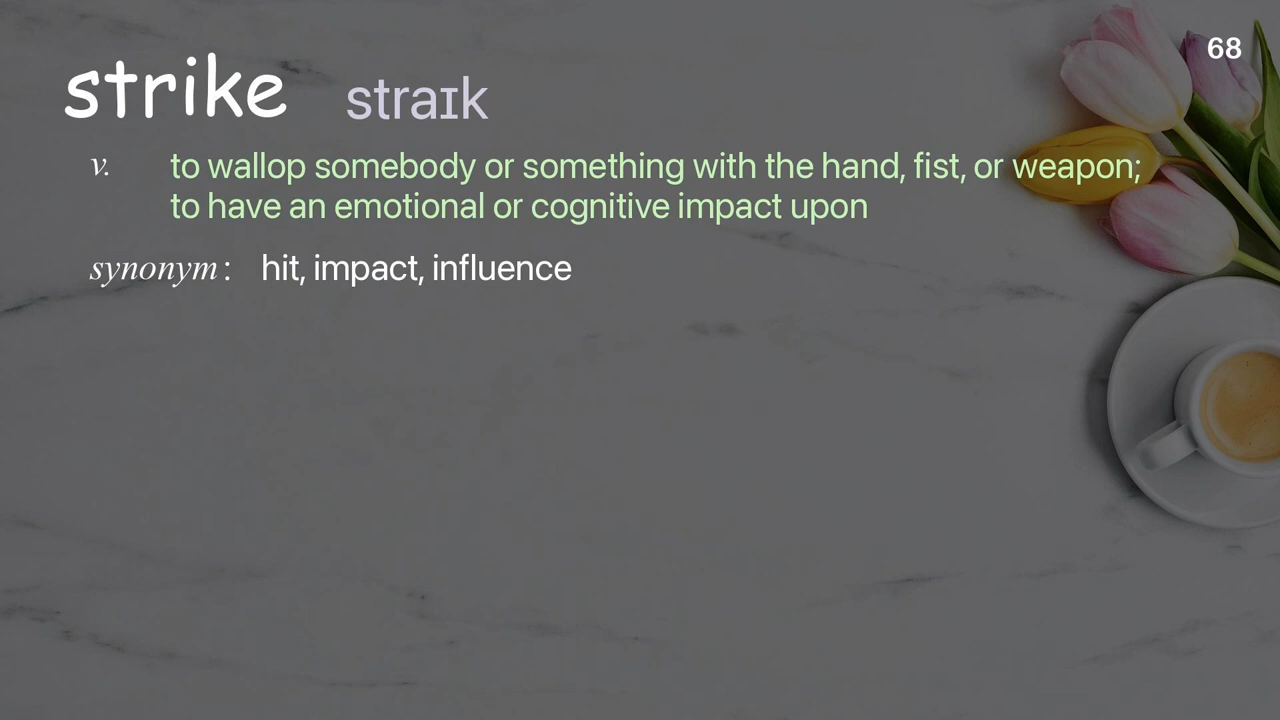 68
strike straɪk
v. to wallop somebody or something with the hand, fist, or weapon;
to have an emotional or cognitive impact upon
synonym: hit, impact, influence